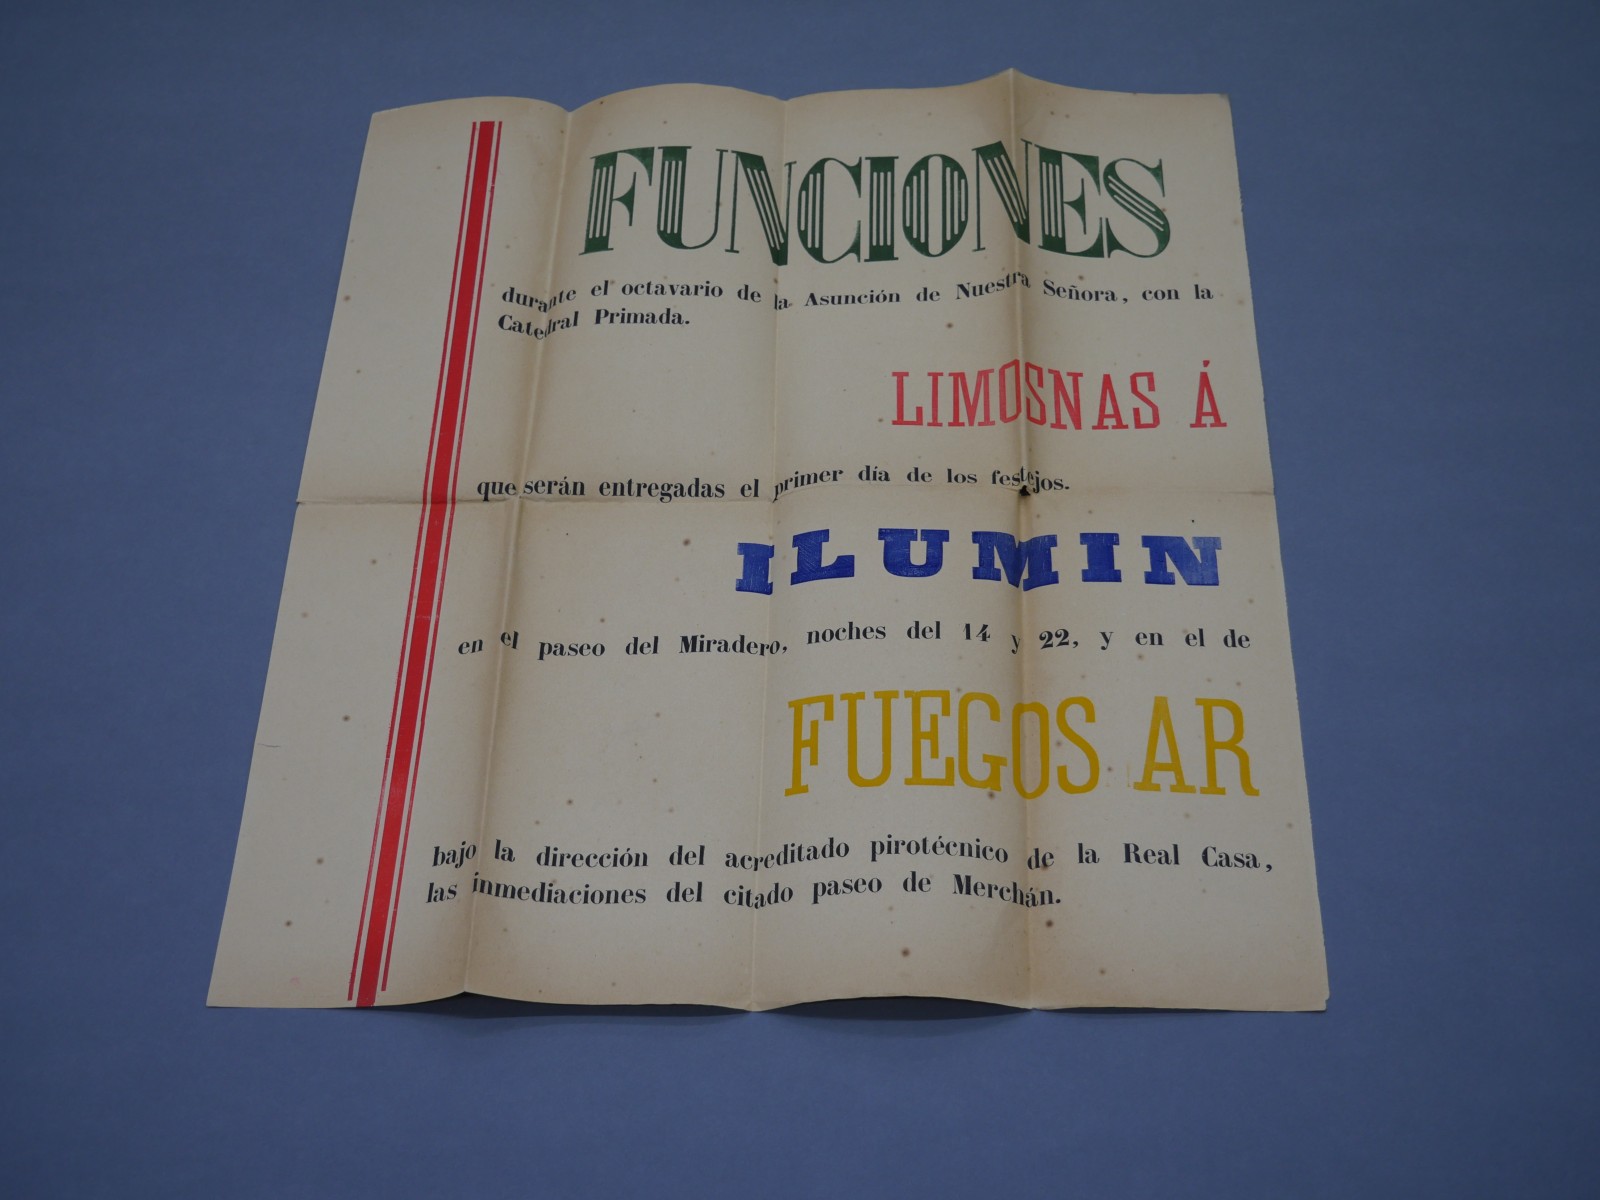 FUNCIONES
durante el octavario de la Asunción de Nuestra Señora, con la
Catedral Primada.
LIMOSNAS Á
que serán entregadas el primer día de los festejos.
ILUMIN
en el paseo del Miradero, noches del 14 y 22, y en el de
FUEGOS AR
bajo la dirección del acreditado pirotécnico de la Real Casa,
las inmediaciones del citado paseo de Merchán.